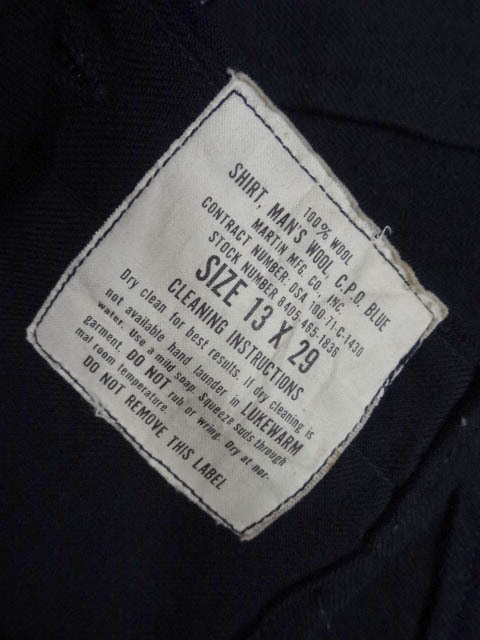 100% WOOL
SHIRT, MAN'S WOOL, C.P.O. BLUE
MARTIN MFG. CO., INC.
CONTRACT NUMBER: DSA 100-71-C-1430
STOCK NUMBER 8405-465-1836
SIZE 13 X 29
CLEANING INSTRUCTIONS
Dry clean for best results, if dry cleaning is
not available hand launder in LUKEWARM
water. Use a mild soap. Squeeze suds through
garment, DO NOT rub or wring. Dry at nor-
mal room temperature.
DO NOT REMOVE THIS LABEL